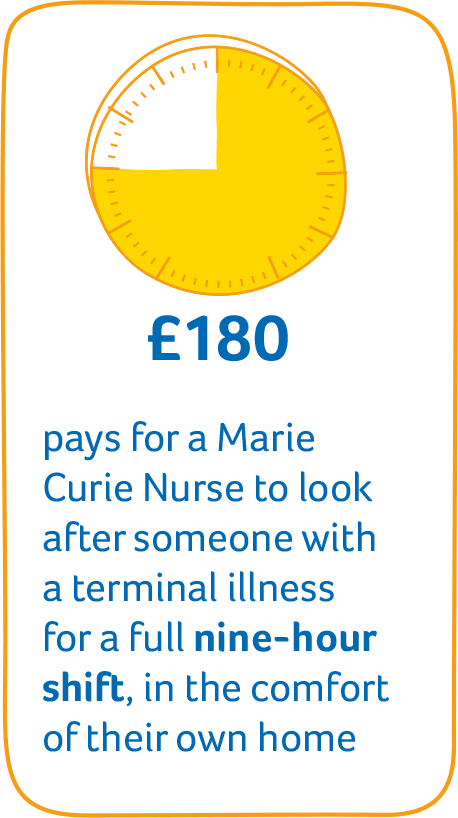 £180
pays for a Marie
Curie Nurse to look
after someone with
a terminal illness
for a full nine-hour
shift, in the comfort
of their own home